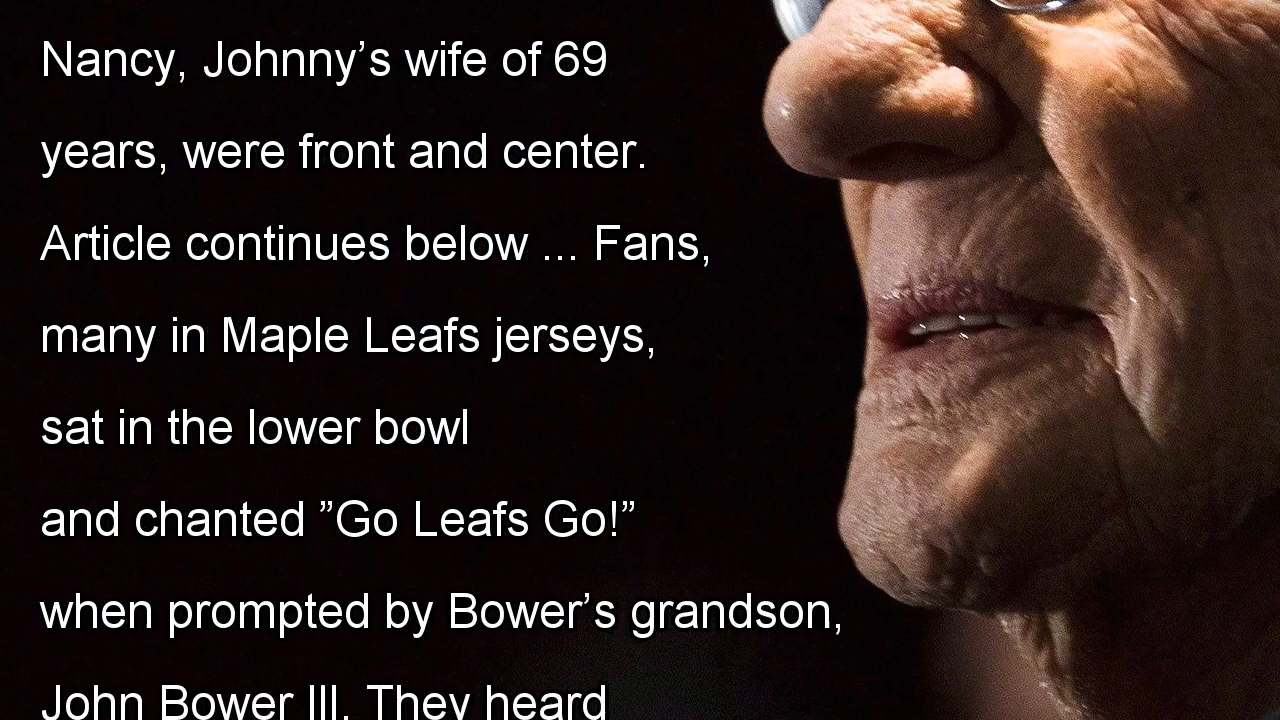 Nancy, Johnny’s wife of 69
years, were front and center.
Article continues below ... Fans,
many in Maple Leafs jerseys,
sat in the lower bowl
and chanted ”Go Leafs Go!”
when prompted by Bower’s grandson,
John Bower III. They heard